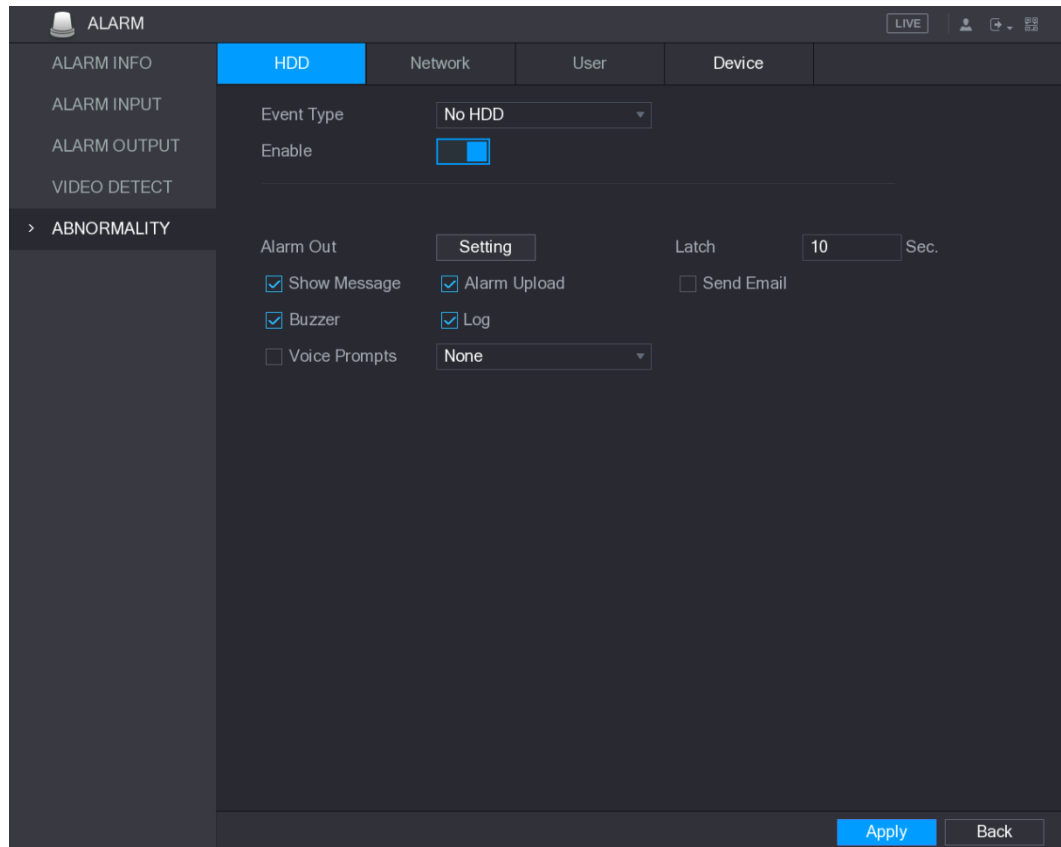 ALARM
LIVE
ALARM INFO
HDD Network User Device
ALARM INPUT
Event Type No HDD
ALARM OUTPUT
Enable
VIDEO DETECT
> ABNORMALITY
Alarm Out Setting Latch 10 Sec.
Show Message Alarm Upload Send Email
Buzzer Log
Voice Prompts None
Apply Back